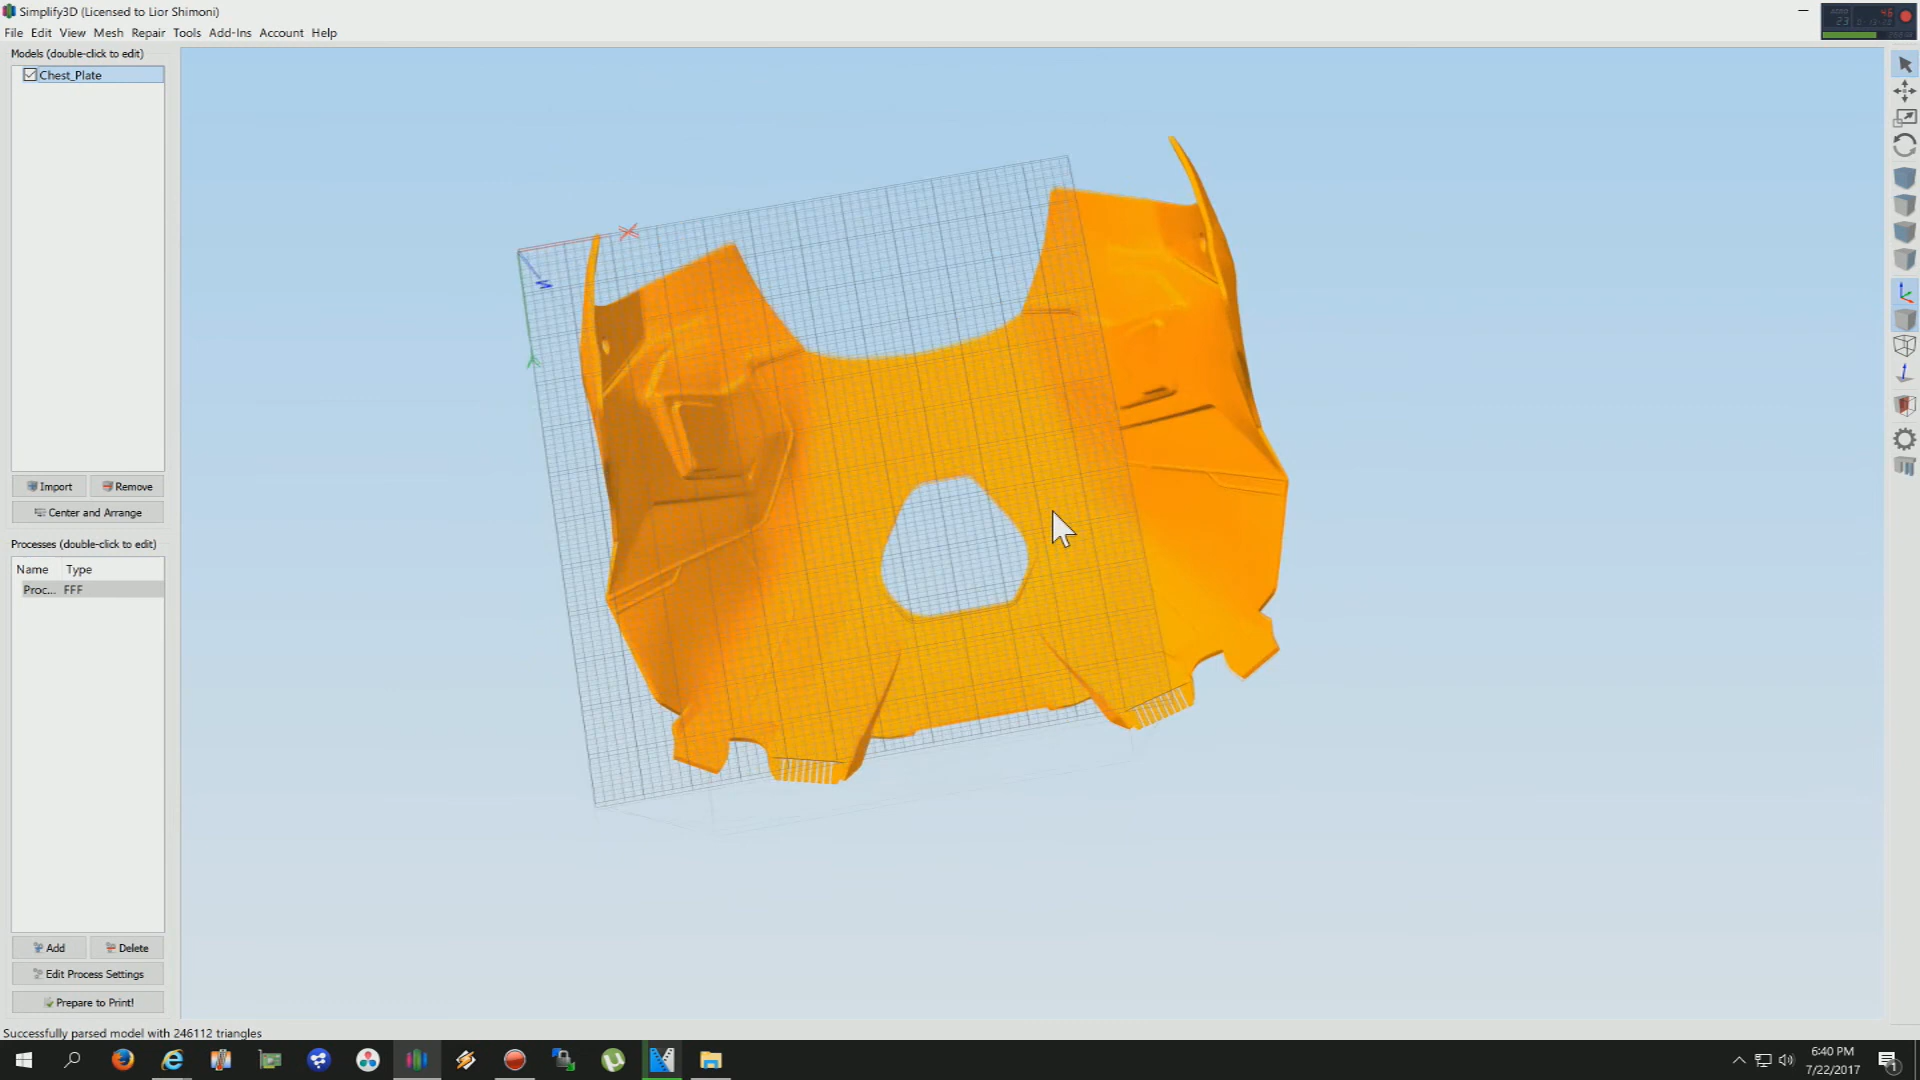 Simplify3D (Licensed to Lior Shimoni)
File Edit View Mesh Repair Tools Add-Ins Account Help
Models (double-click to edit)
Chest_Plate
Import Remove
Center and Arrange
Processes (double-click to edit)
Name Type
Proc... FFF
Add Delete
Edit Process Settings
Prepare to Print!
Successfully parsed model with 246112 triangles
6:40 PM
7/22/2017